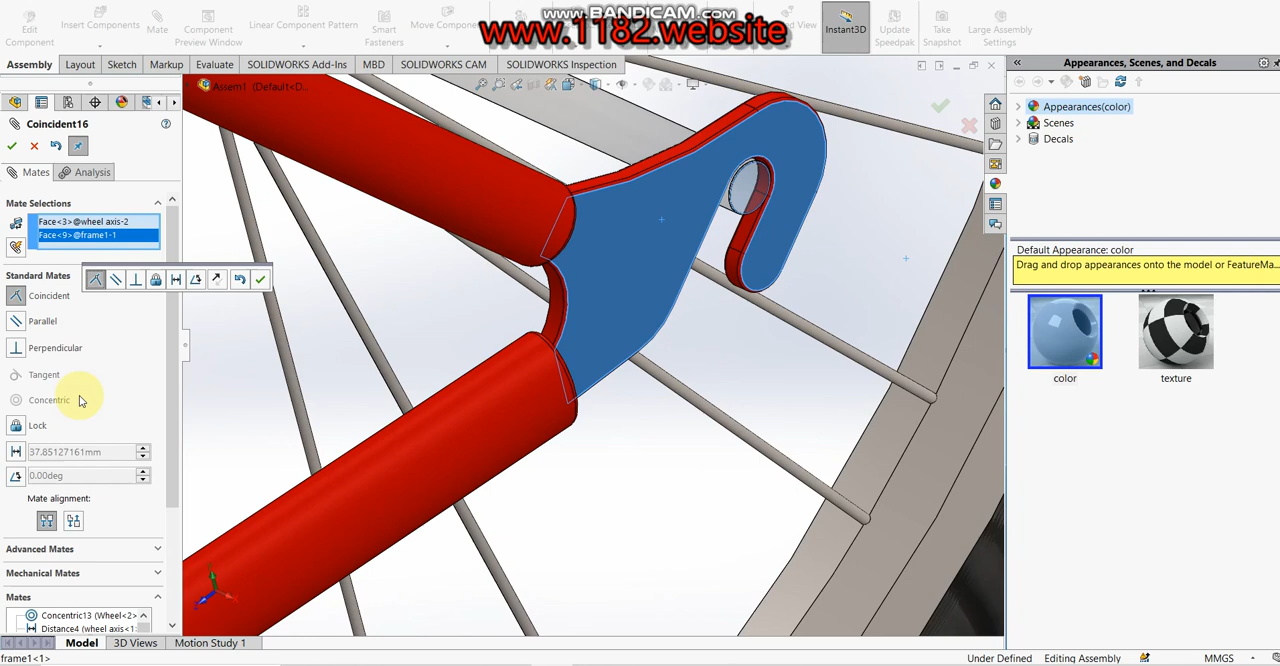 www.BANDICAM.com
www.1182.website
Edit Component
Insert Components
Mate
Component Preview Window
Linear Component Pattern
Smart Fasteners
Move Component
Instant3D
Update Speedpak
Take Snapshot
Large Assembly Settings
Assembly
Layout
Sketch
Markup
Evaluate
SOLIDWORKS Add-Ins
MBD
SOLIDWORKS CAM
SOLIDWORKS Inspection
Appearances, Scenes, and Decals
Assem1 (Default<D...
Appearances(color)
Scenes
Decals
Coincident16
Mates
Analysis
Mate Selections
Face<3>@wheel axis-2
Face<9>@frame1-1
Standard Mates
Coincident
Parallel
Perpendicular
Tangent
Concentric
Lock
37.85127161mm
0.00deg
Mate alignment:
Advanced Mates
Mechanical Mates
Mates
Concentric13 (Wheel<2>
Distance4 (wheel axis<1
Default Appearance: color
Drag and drop appearances onto the model or FeatureMa...
color
texture
Model
3D Views
Motion Study 1
frame1<1>
Under Defined
Editing Assembly
MMGS